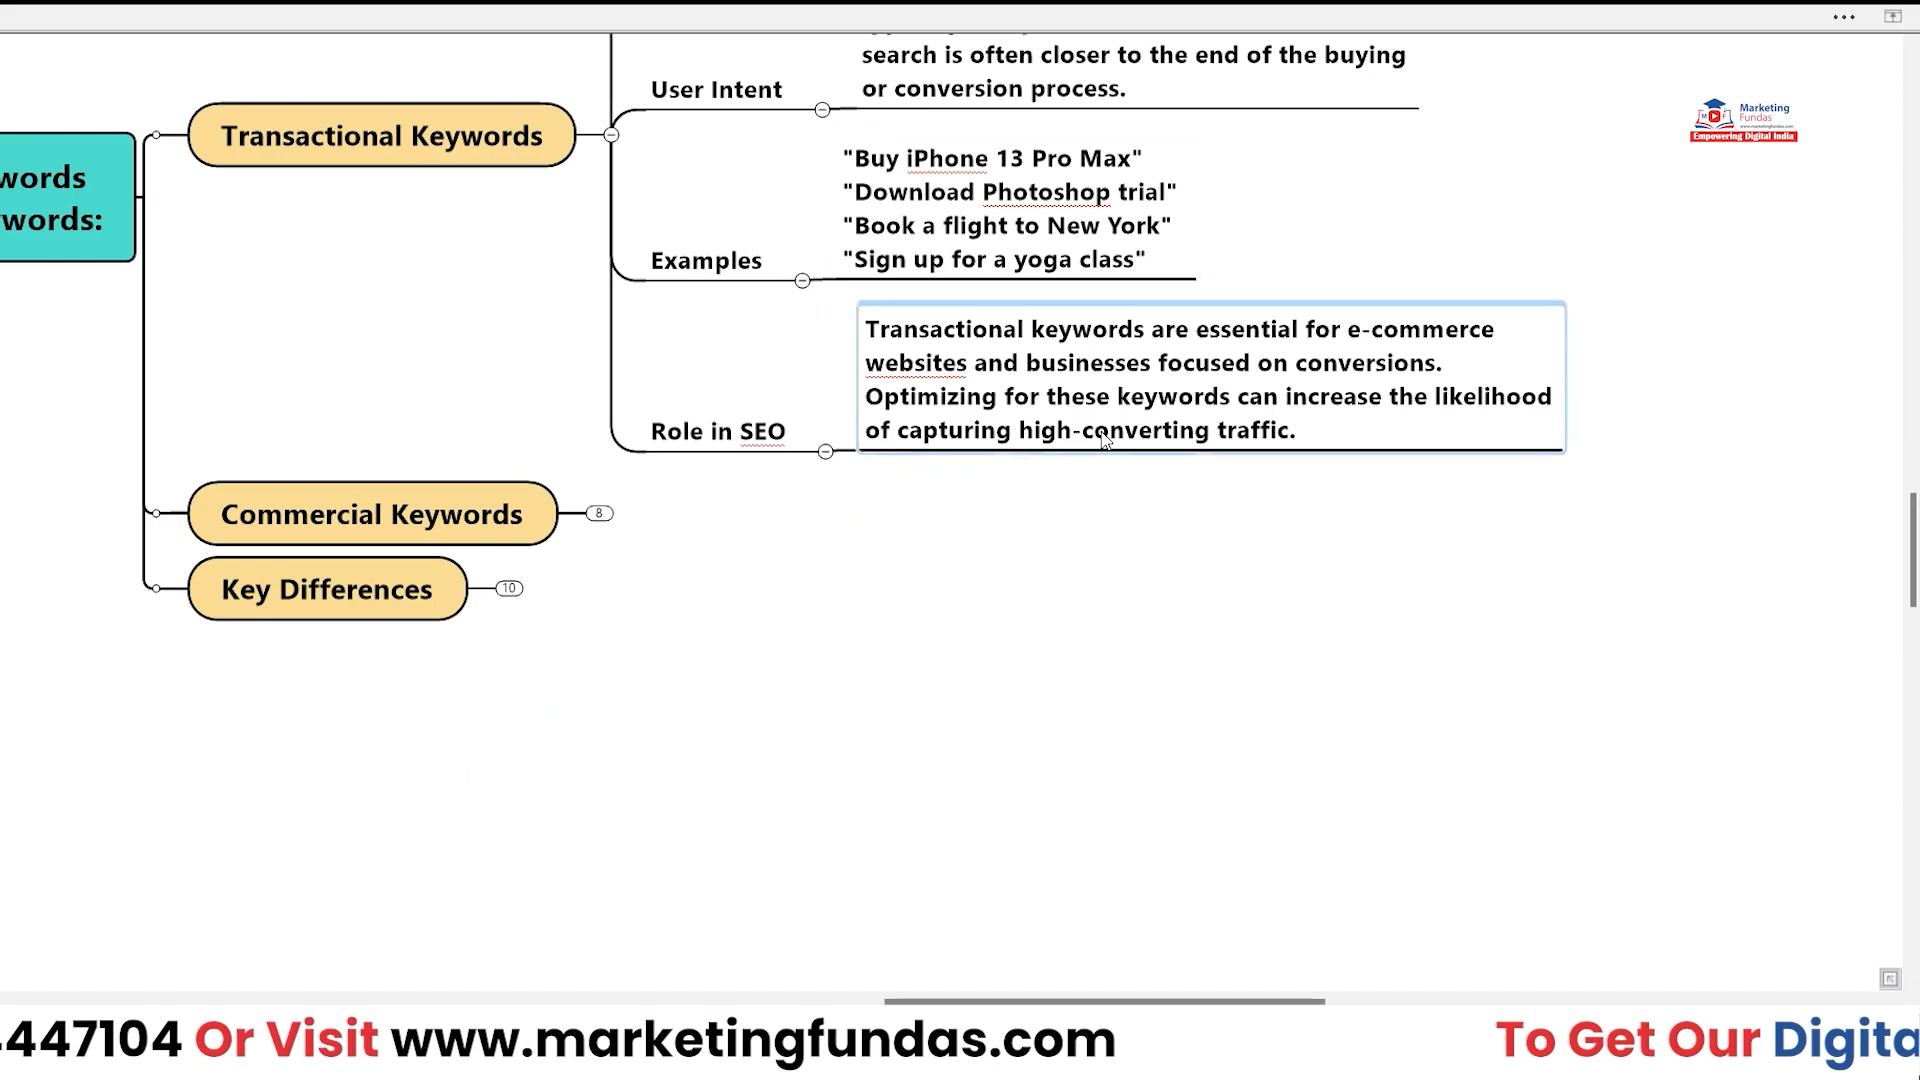 search is often closer to the end of the buying
or conversion process.
User Intent
Transactional Keywords
words
words:
"Buy iPhone 13 Pro Max"
"Download Photoshop trial"
"Book a flight to New York"
"Sign up for a yoga class"
Examples
Transactional keywords are essential for e-commerce
websites and businesses focused on conversions.
Optimizing for these keywords can increase the likelihood
of capturing high-converting traffic.
Role in SEO
Commercial Keywords
8
Key Differences
10
Marketing
Fundas
www.marketingfundas.com
Empowering Digital India
447104 Or Visit www.marketingfundas.com
To Get Our Digita